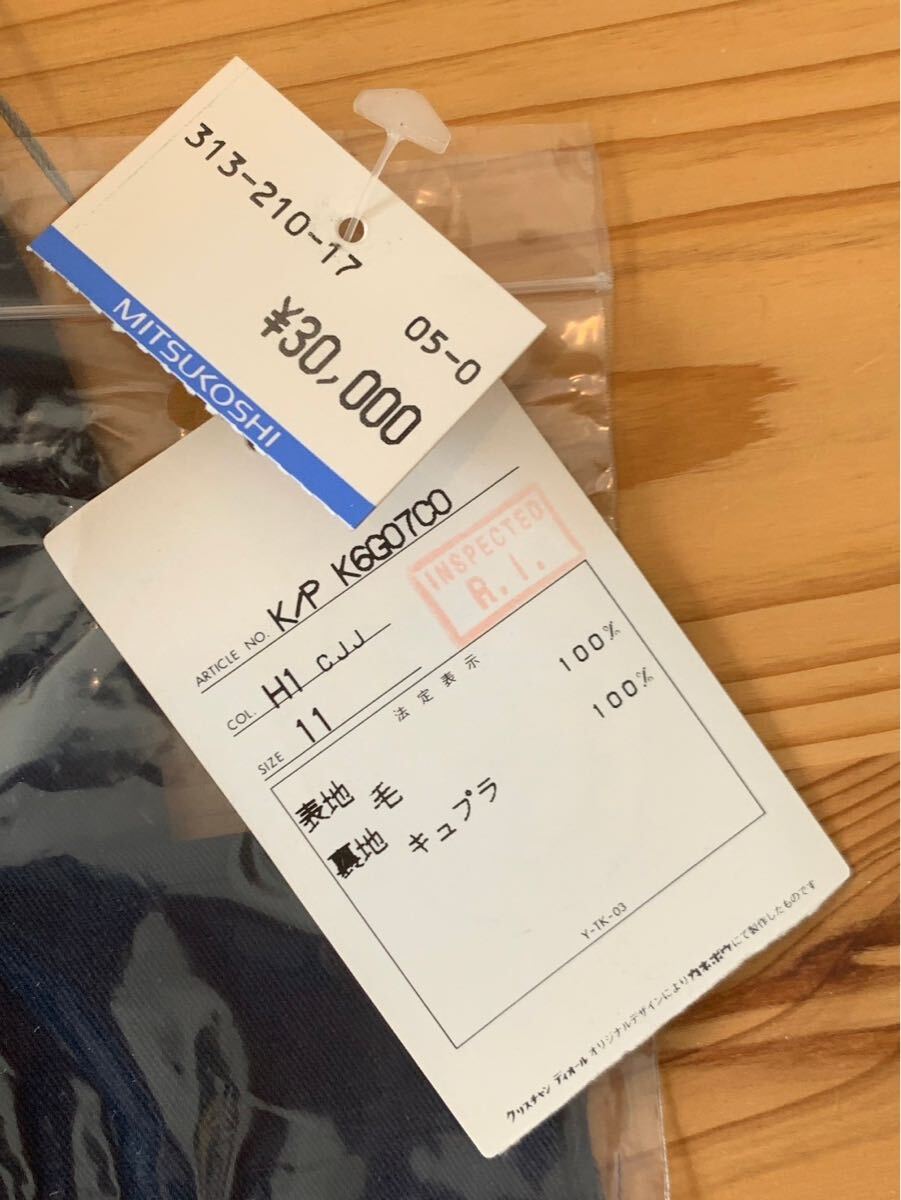 313-210-17
05-0
¥30,000
MITSUKOSHI
ARTICLE NO. K/P K6G07C0
INSPECTED
R.I.
COL. H1 CJJ
SIZE 11
法定表示
表地 毛 100%
裏地 キュプラ 100%
Y-TK-03
クリスチャン ディオール オリジナルデザインによりカネボウにて製作したものです